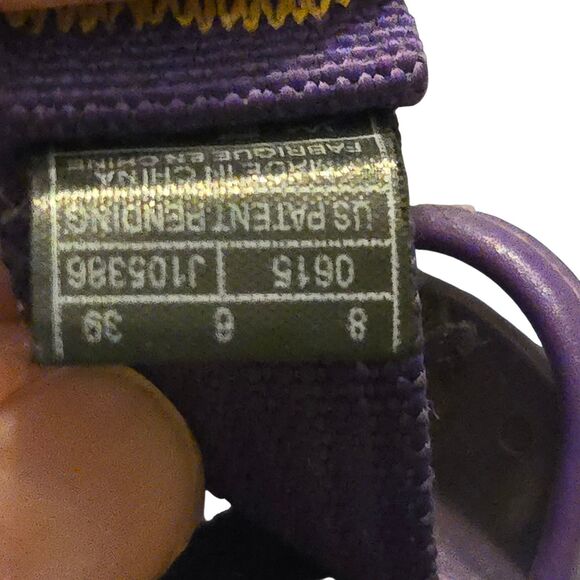 8 6 39
0615 J105386
US PATENT PENDING
MADE IN CHINA
FABRIQUE EN CHINE